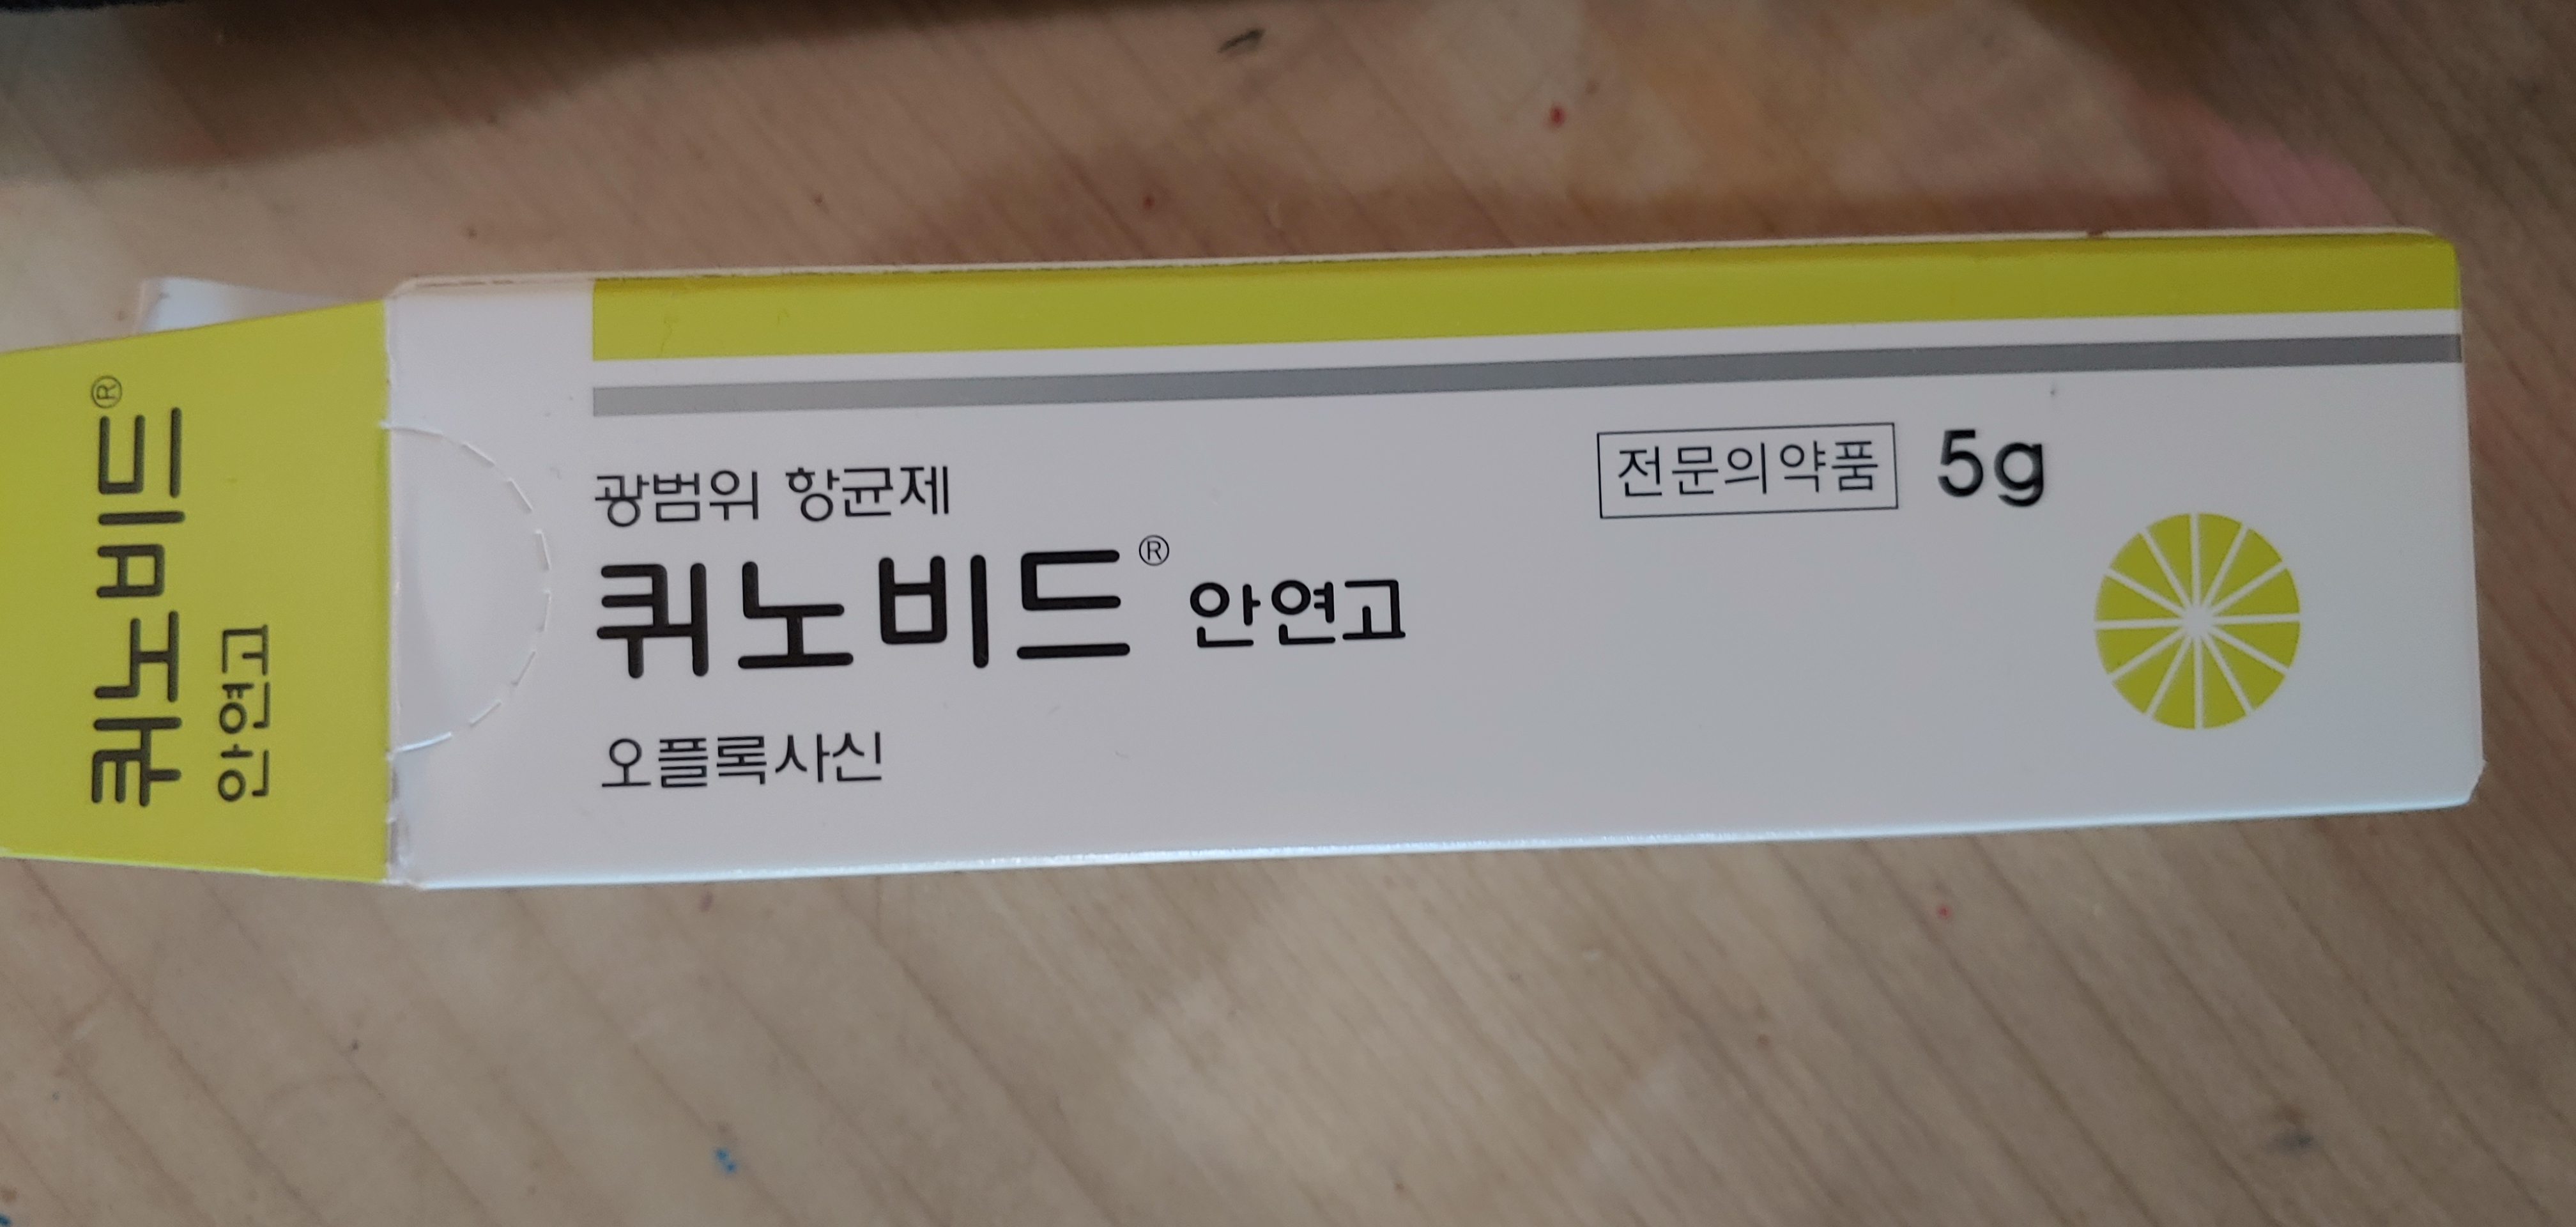 퀴노비드®
안연고
광범위 항균제
전문의약품 5g
퀴노비드® 안연고
오플록사신